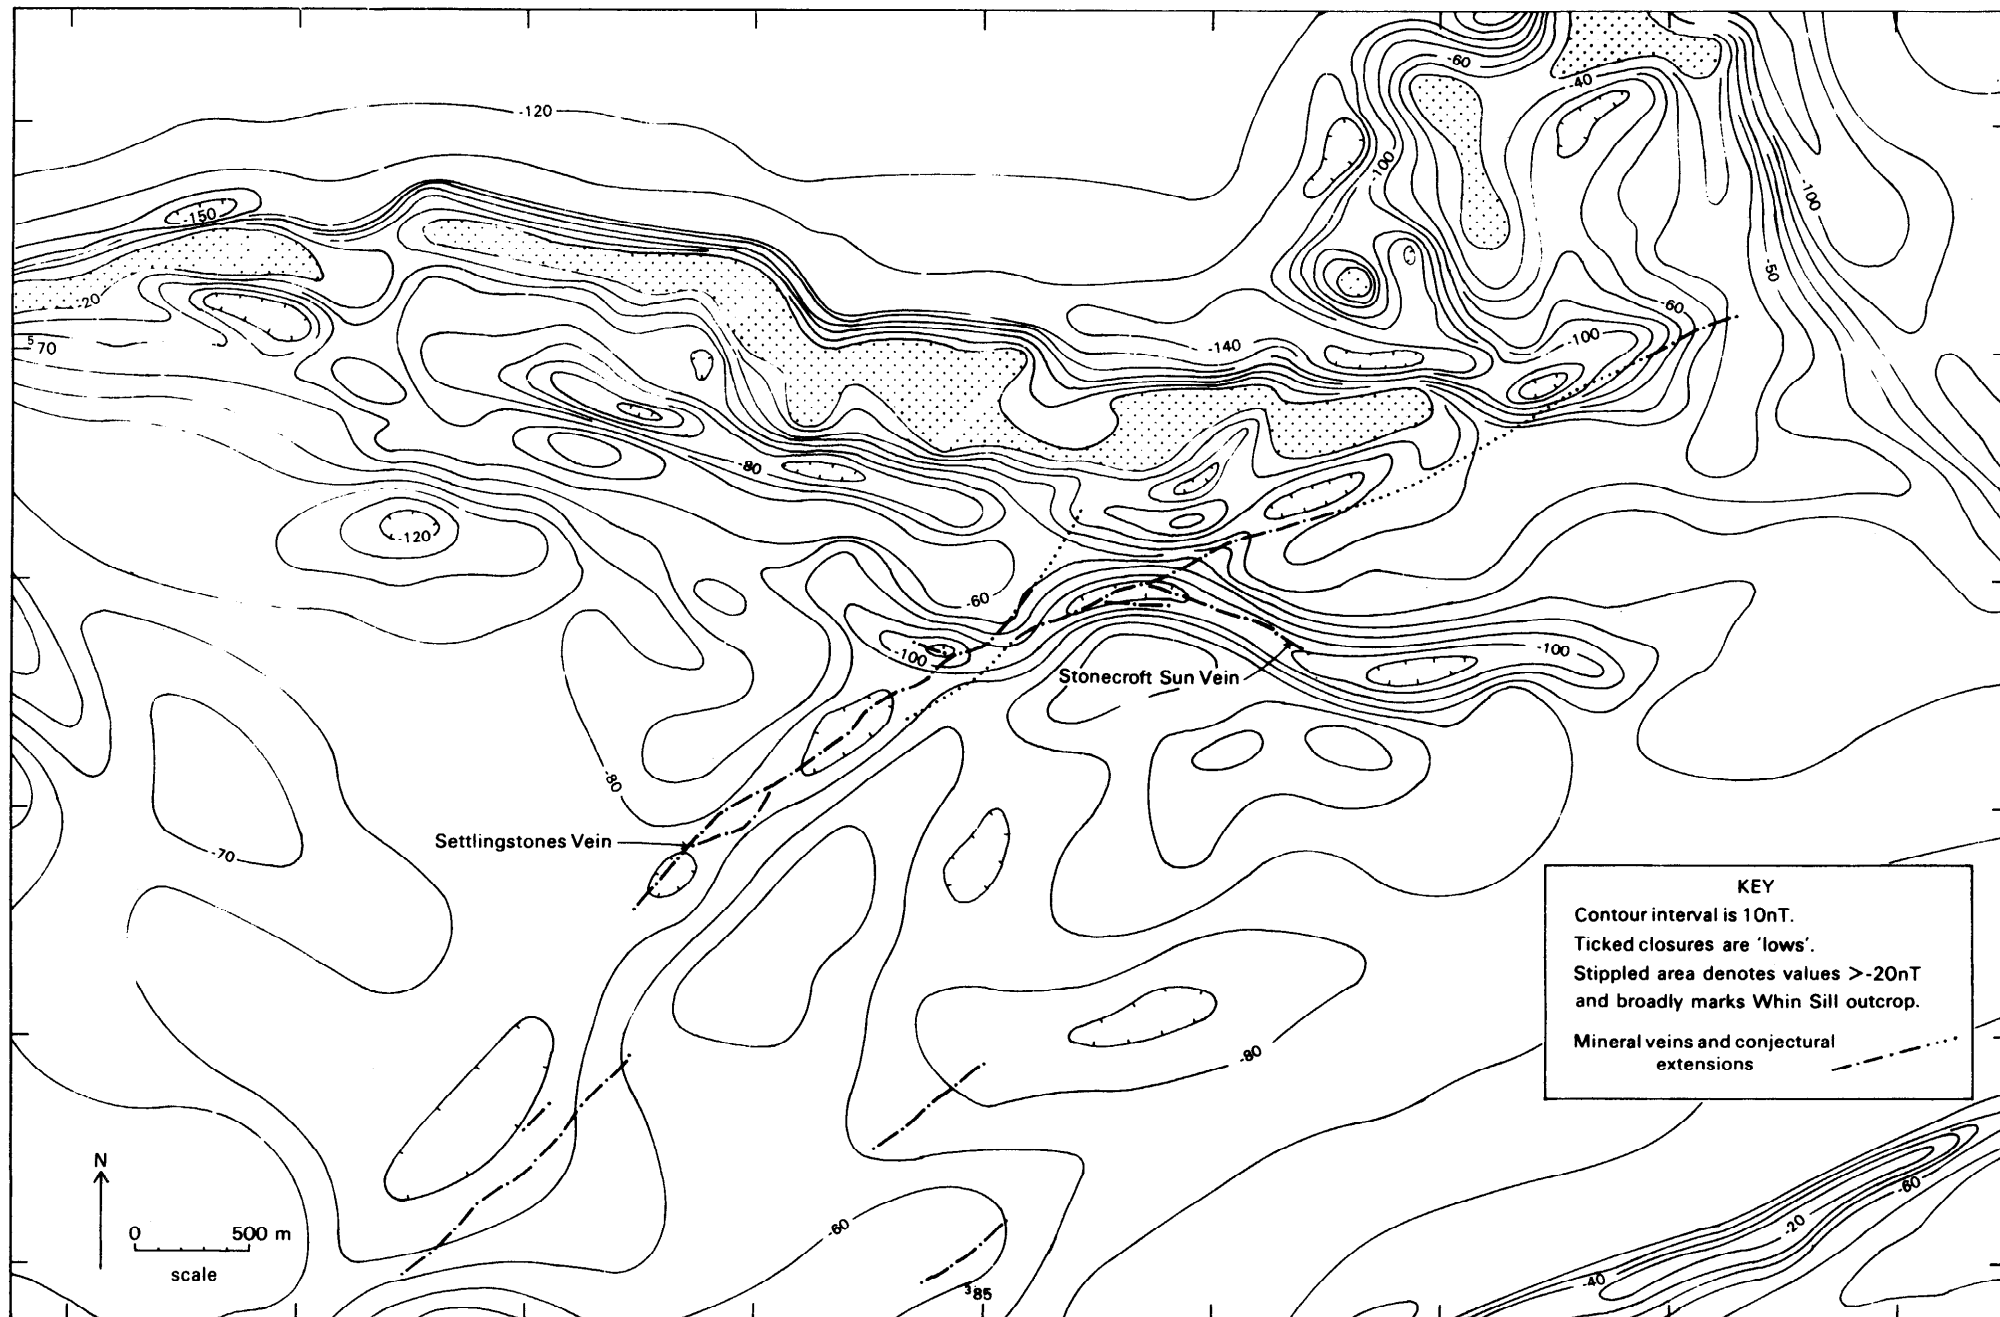 -60
-40
-120
-100
-100
-150
-50
-20
-60
⁵70
-140
-100
-80
-120
-60
-100
-100
Stonecroft Sun Vein
-80
Settlingstones Vein
-70
KEY
Contour interval is 10nT.
Ticked closures are 'lows'.
Stippled area denotes values >-20nT
and broadly marks Whin Sill outcrop.
Mineral veins and conjectural
extensions
-80
N
-60
-20
-60
0 500 m
scale
-40
³85